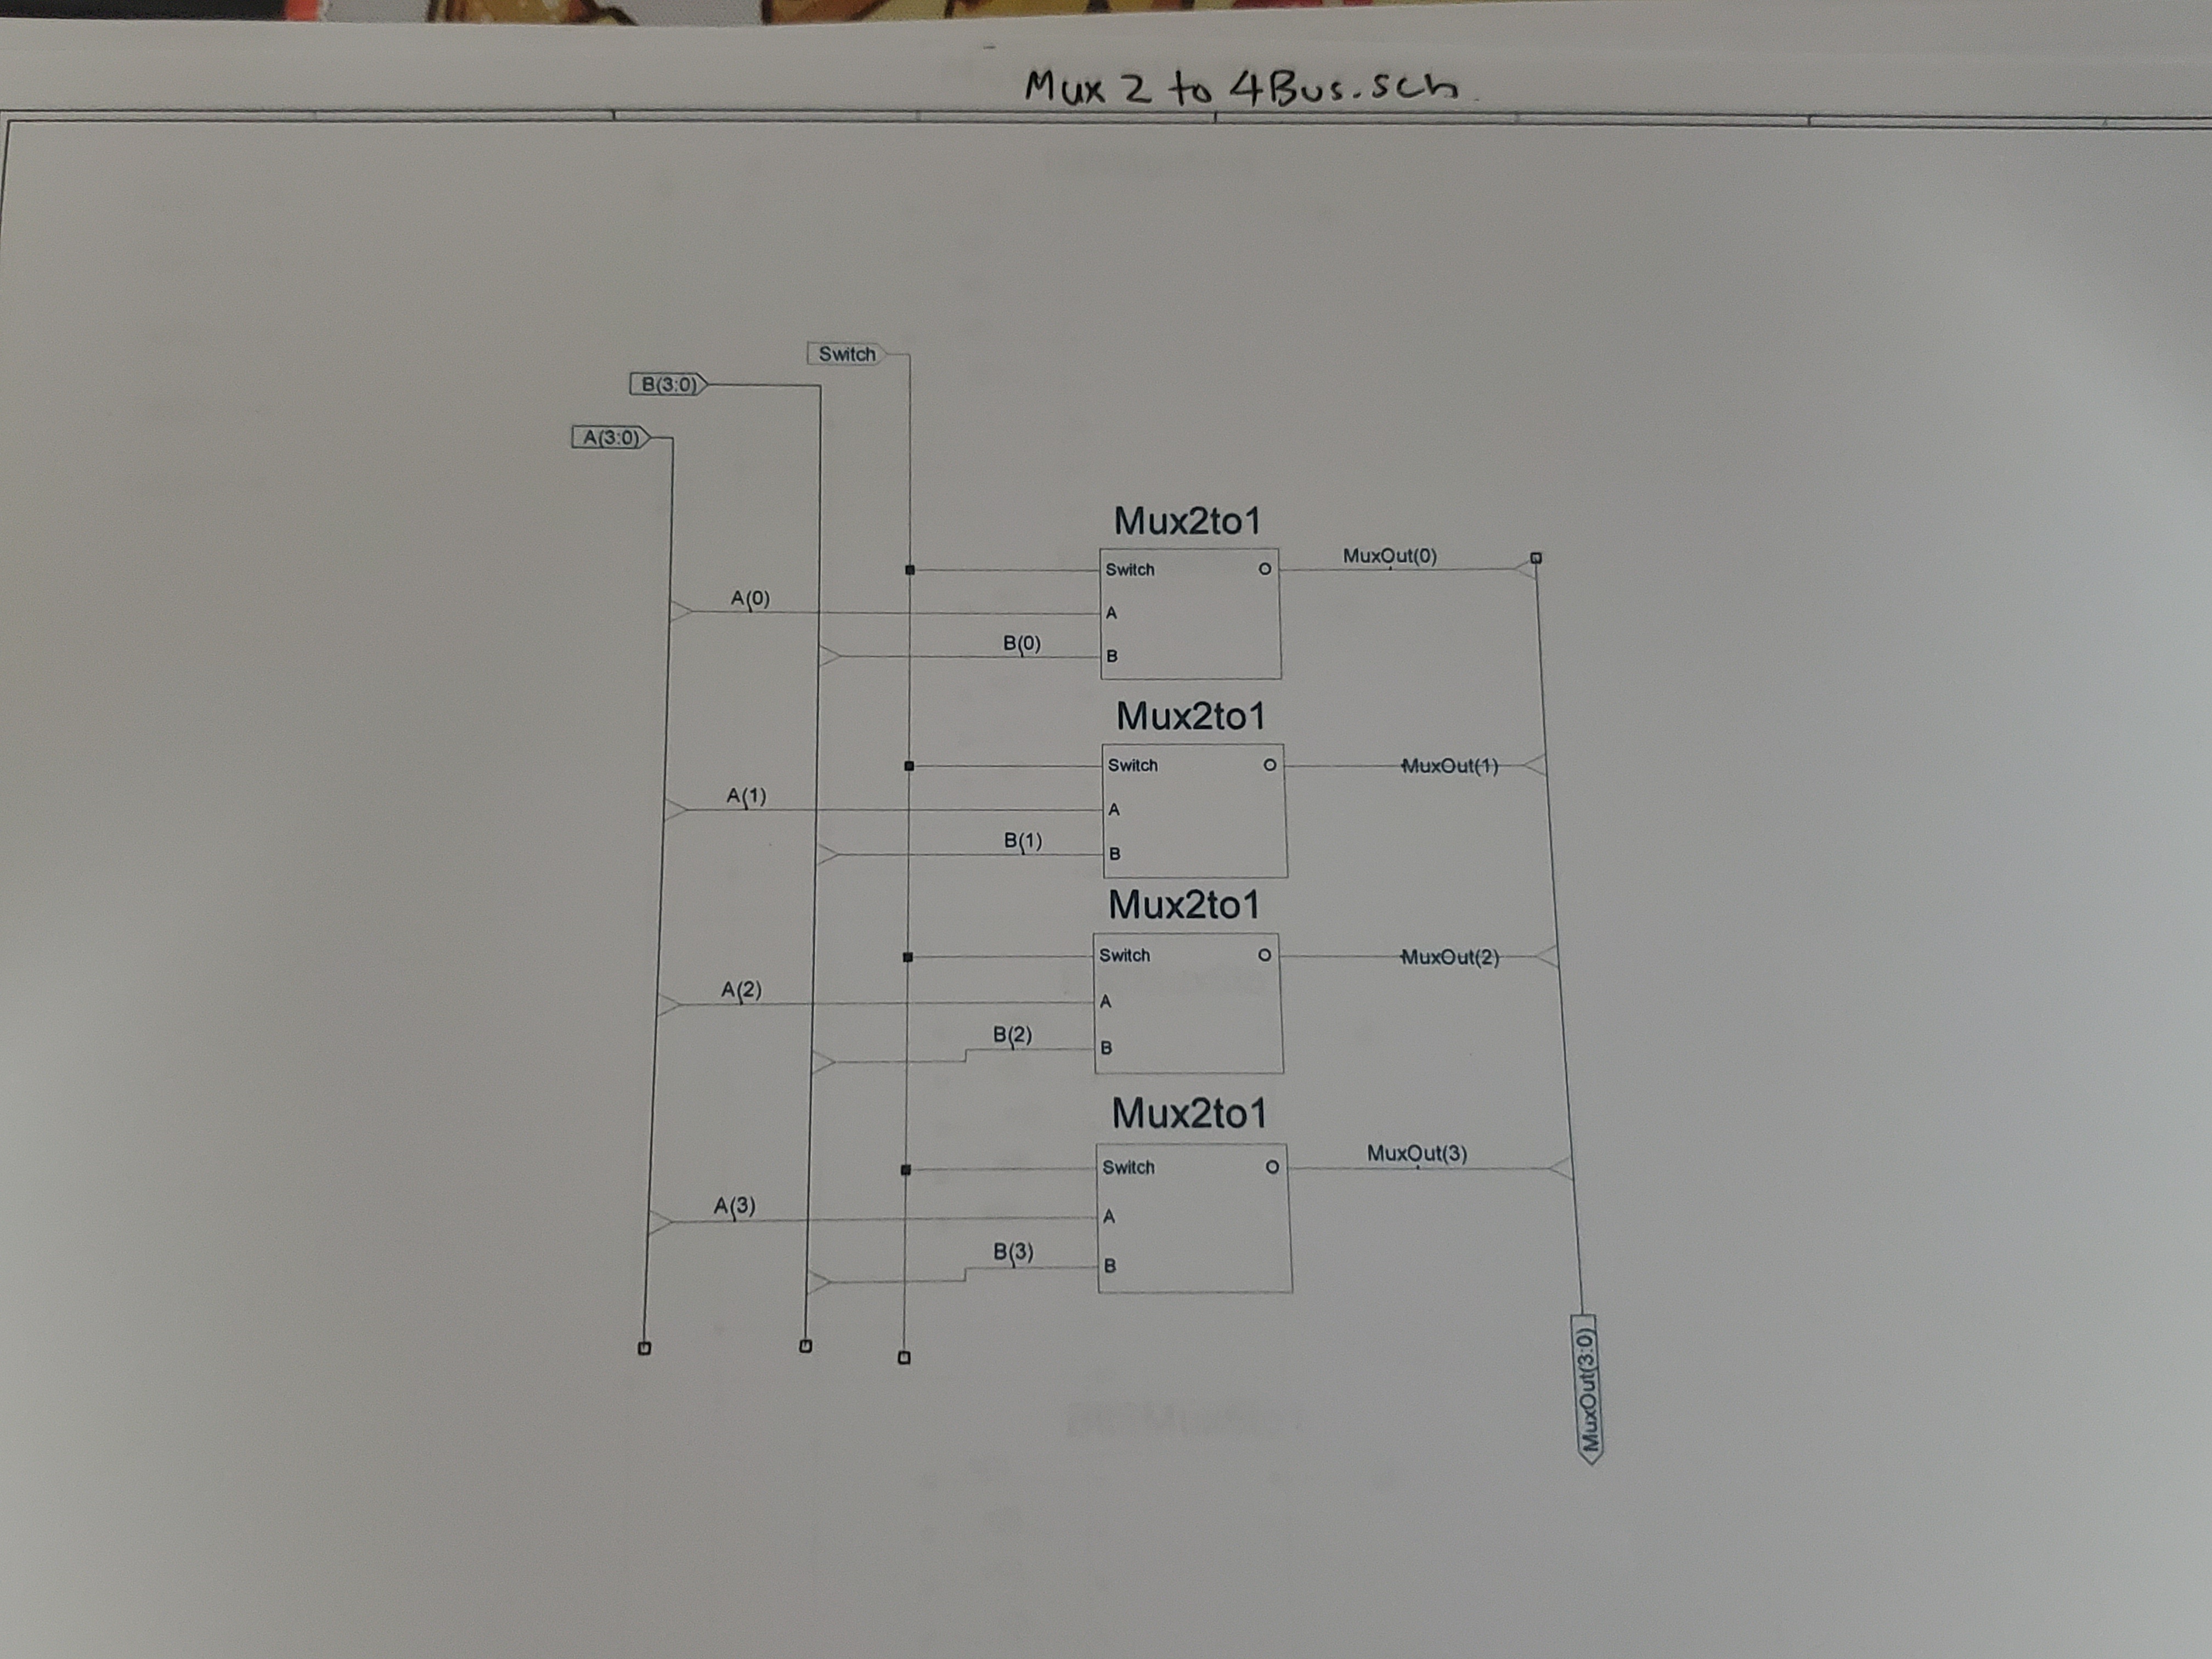 Mux 2 to 4Bus.sch
Switch
B(3:0)
A(3:0)
Mux2to1
Switch
A(0)
A
B(0)
B
O
MuxOut(0)
Mux2to1
Switch
A(1)
A
B(1)
B
O
MuxOut(1)
Mux2to1
Switch
A(2)
A
B(2)
B
O
MuxOut(2)
Mux2to1
Switch
A(3)
A
B(3)
B
O
MuxOut(3)
MuxOut(3:0)